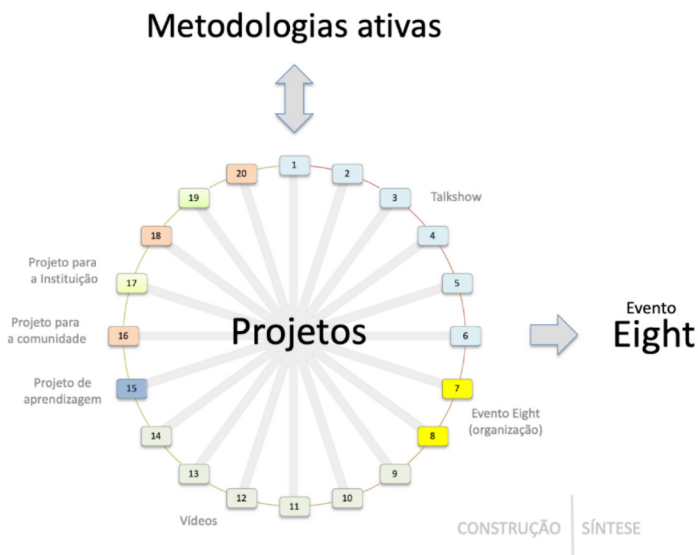 Metodologias ativas
1
2
3
Talkshow
4
5
6
7
Evento Eight
(organização)
8
9
10
11
12
Vídeos
13
14
15
Projeto de
aprendizagem
16
Projeto para
a comunidade
17
Projeto para
a Instituição
18
19
20
Projetos
Evento
Eight
CONSTRUÇÃO
SÍNTESE